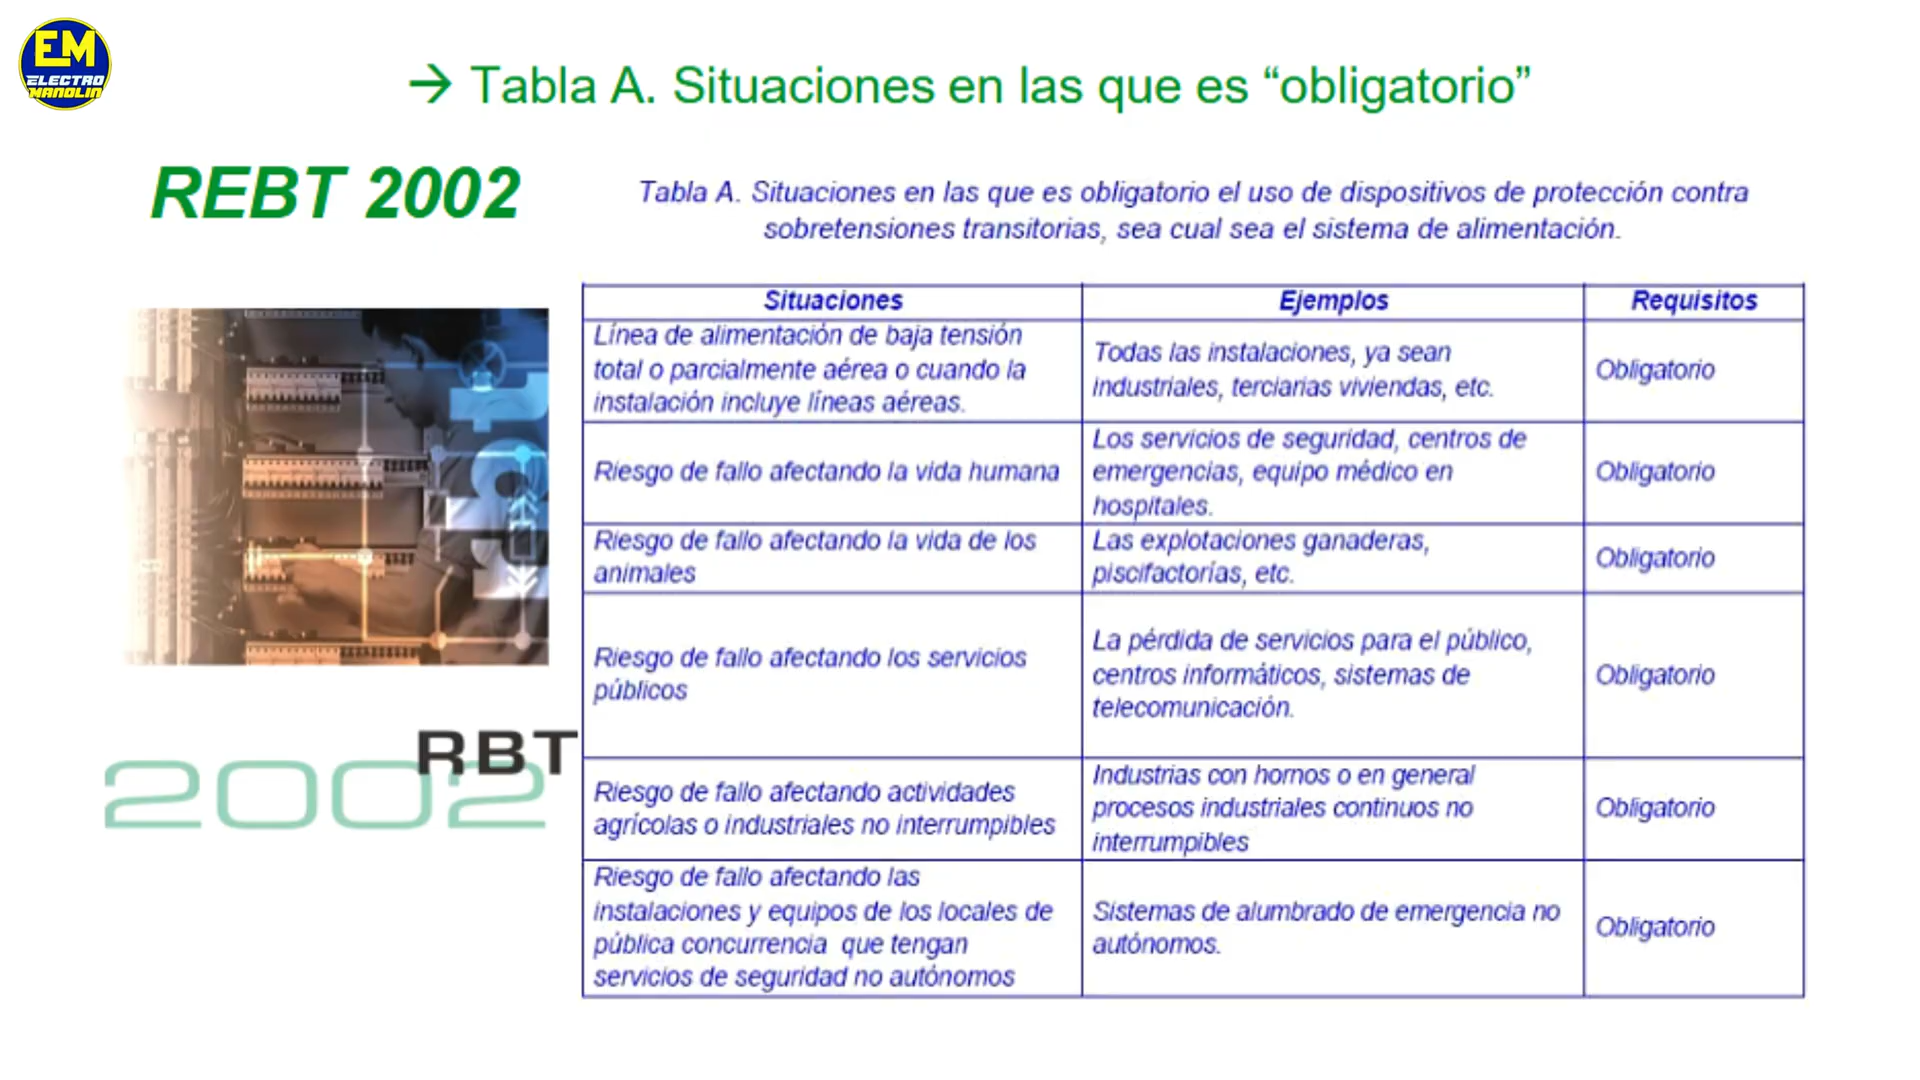 EM
ELECTRO
MANOLIN
→ Tabla A. Situaciones en las que es “obligatorio”
REBT 2002
Tabla A. Situaciones en las que es obligatorio el uso de dispositivos de protección contra
sobretensiones transitorias, sea cual sea el sistema de alimentación.
Situaciones Ejemplos Requisitos
Línea de alimentación de baja tensión
total o parcialmente aérea o cuando la
instalación incluye líneas aéreas.
Todas las instalaciones, ya sean
industriales, terciarias viviendas, etc.
Obligatorio
Riesgo de fallo afectando la vida humana
Los servicios de seguridad, centros de
emergencias, equipo médico en
hospitales.
Obligatorio
Riesgo de fallo afectando la vida de los
animales
Las explotaciones ganaderas,
piscifactorías, etc.
Obligatorio
Riesgo de fallo afectando los servicios
públicos
La pérdida de servicios para el público,
centros informáticos, sistemas de
telecomunicación.
Obligatorio
Riesgo de fallo afectando actividades
agrícolas o industriales no interrumpibles
Industrias con hornos o en general
procesos industriales continuos no
interrumpibles
Obligatorio
Riesgo de fallo afectando las
instalaciones y equipos de los locales de
pública concurrencia que tengan
servicios de seguridad no autónomos
Sistemas de alumbrado de emergencia no
autónomos.
Obligatorio
RBT
2002